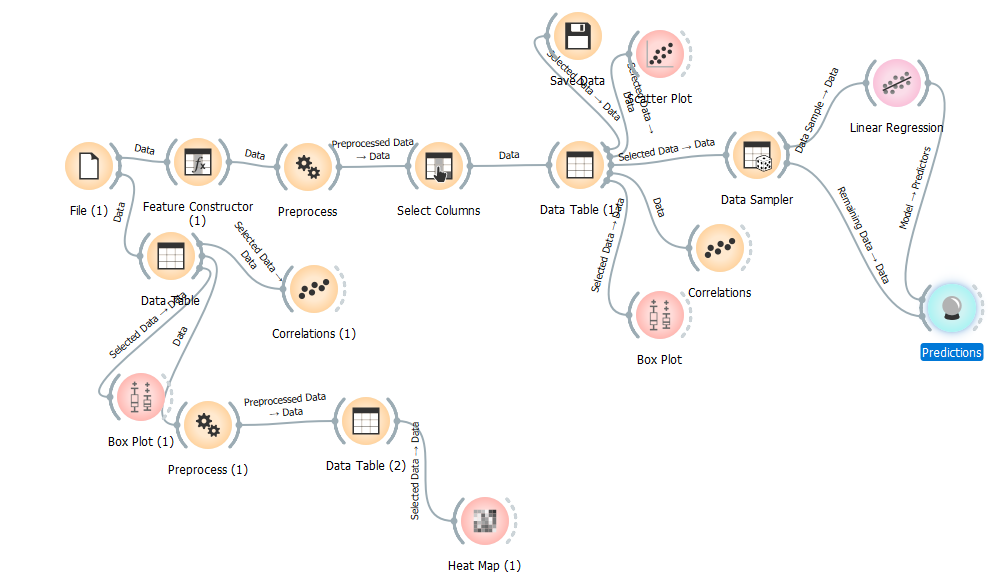 Save Data
Selected Data → Data
Scatter Plot
Selected Data →
Data
Data Sample → Data
Linear Regression
Data
File (1)
Data
Feature Constructor
(1)
Data
Preprocess
Preprocessed Data
→ Data
Select Columns
Data
Data Table (1)
Selected Data → Data
Data Sampler
Remaining Data → Data
Model → Predictors
Predictions
Data Table
Selected Data →
Data
Correlations (1)
Selected Data → Data
Data
Box Plot (1)
Data
Correlations
Selected Data → Data
Box Plot
Preprocess (1)
Preprocessed Data
→ Data
Data Table (2)
Selected Data → Data
Heat Map (1)